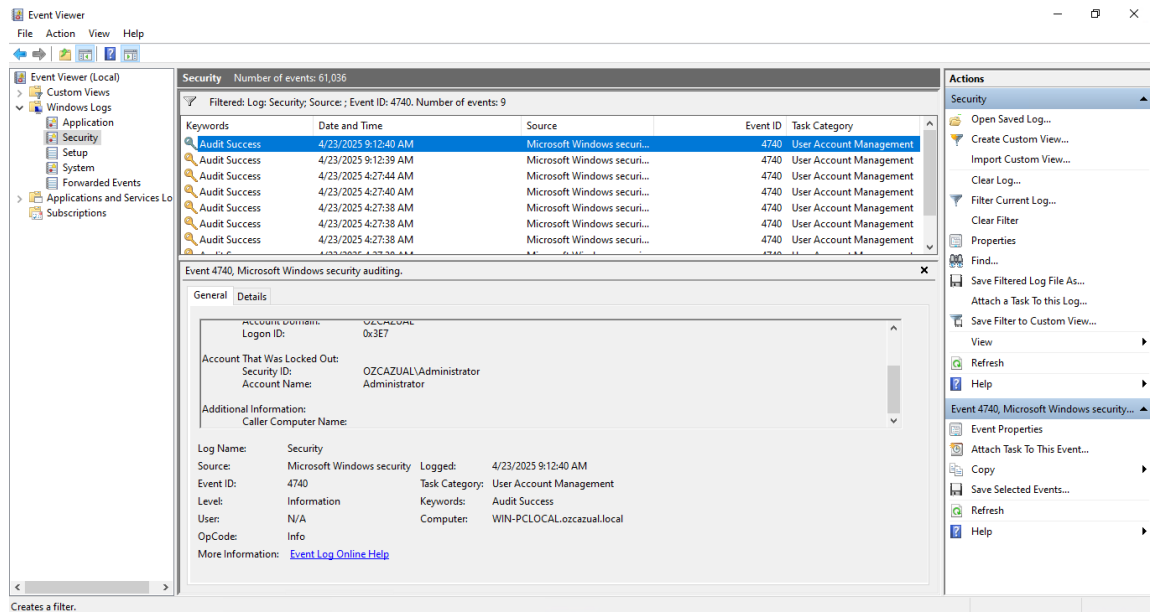 Event Viewer
File Action View Help
Event Viewer (Local)
Custom Views
Windows Logs
Application
Security
Setup
System
Forwarded Events
Applications and Services Lo
Subscriptions
Security Number of events: 61,036
Filtered: Log: Security; Source: ; Event ID: 4740. Number of events: 9
Keywords Date and Time Source Event ID Task Category
Audit Success 4/23/2025 9:12:40 AM Microsoft Windows securi... 4740 User Account Management
Audit Success 4/23/2025 9:12:39 AM Microsoft Windows securi... 4740 User Account Management
Audit Success 4/23/2025 4:27:44 AM Microsoft Windows securi... 4740 User Account Management
Audit Success 4/23/2025 4:27:40 AM Microsoft Windows securi... 4740 User Account Management
Audit Success 4/23/2025 4:27:38 AM Microsoft Windows securi... 4740 User Account Management
Audit Success 4/23/2025 4:27:38 AM Microsoft Windows securi... 4740 User Account Management
Audit Success 4/23/2025 4:27:38 AM Microsoft Windows securi... 4740 User Account Management
Event 4740, Microsoft Windows security auditing.
General Details
Account Domain: OZCAZUAL
Logon ID: 0x3E7
Account That Was Locked Out:
Security ID: OZCAZUAL\Administrator
Account Name: Administrator
Additional Information:
Caller Computer Name:
Log Name: Security
Source: Microsoft Windows security Logged: 4/23/2025 9:12:40 AM
Event ID: 4740 Task Category: User Account Management
Level: Information Keywords: Audit Success
User: N/A Computer: WIN-PCLOCAL.ozcazual.local
OpCode: Info
More Information: Event Log Online Help
Actions
Security
Open Saved Log...
Create Custom View...
Import Custom View...
Clear Log...
Filter Current Log...
Clear Filter
Properties
Find...
Save Filtered Log File As...
Attach a Task To this Log...
Save Filter to Custom View...
View
Refresh
Help
Event 4740, Microsoft Windows security...
Event Properties
Attach Task To This Event...
Copy
Save Selected Events...
Refresh
Help
Creates a filter.